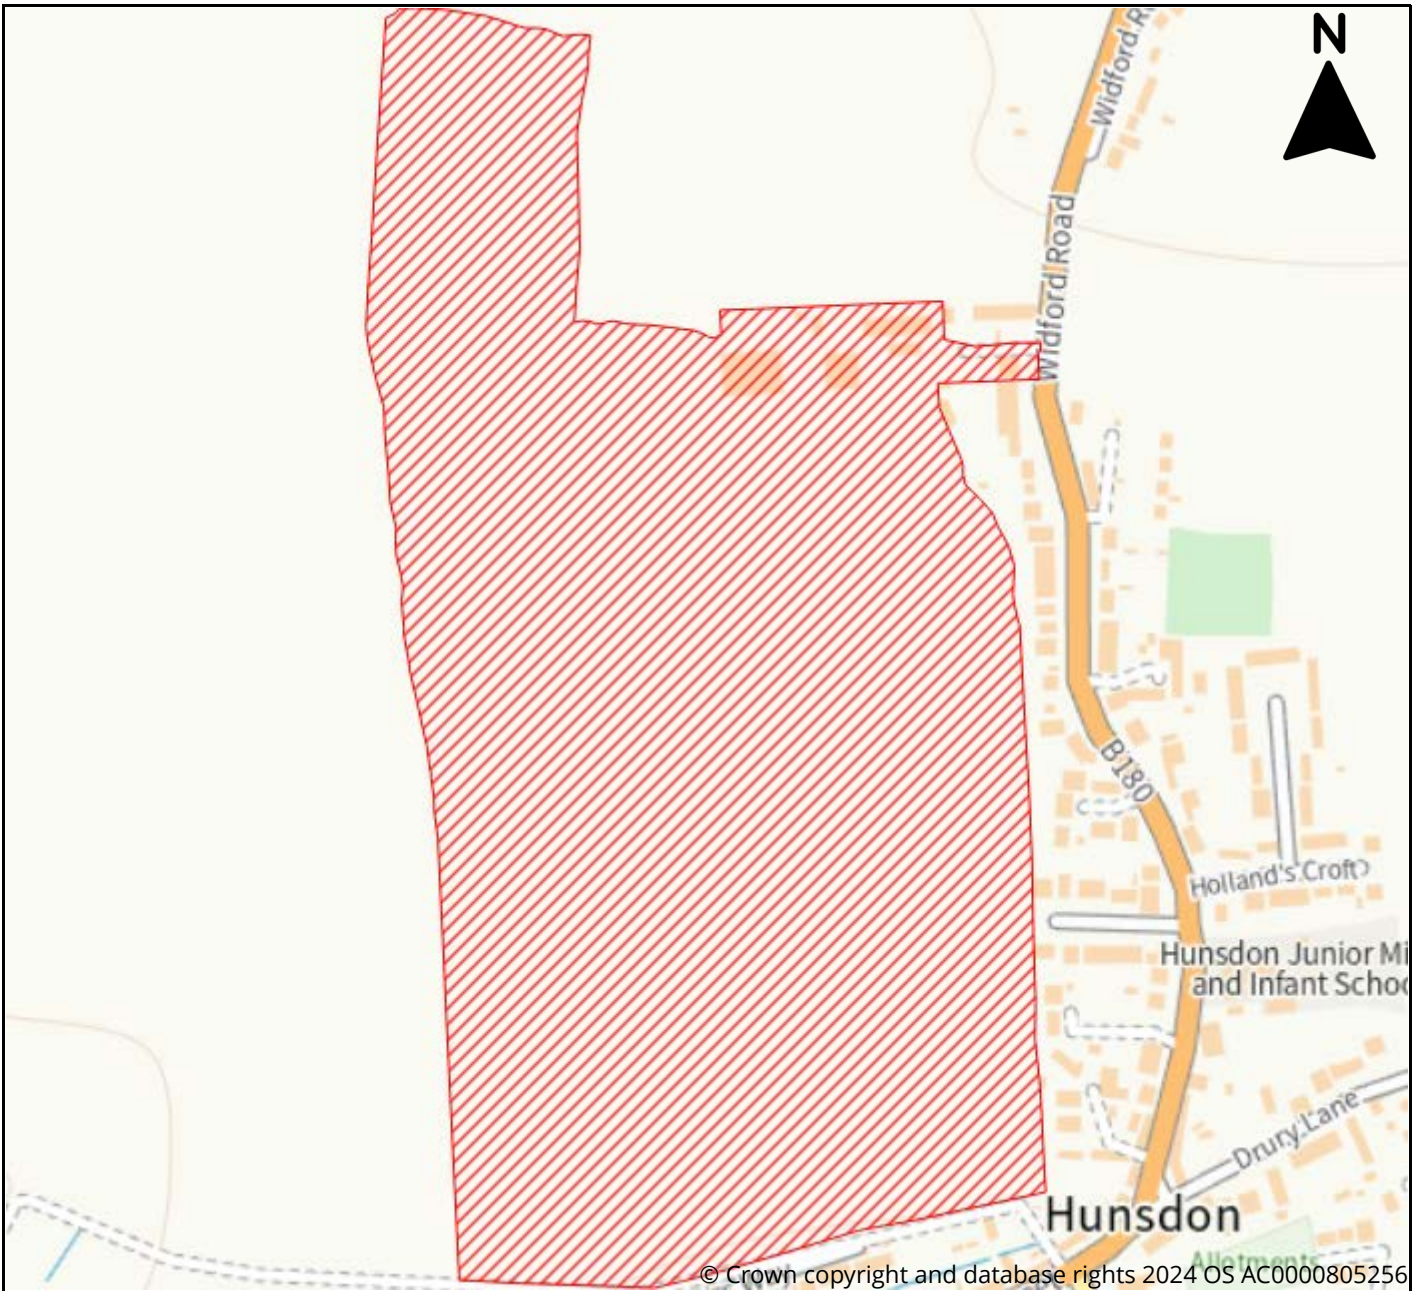 N
Widford R
Widford Road
B180
Holland's Croft
Hunsdon Junior Mi
and Infant Schoo
Drury Lane
Hunsdon
Allotments
Way
© Crown copyright and database rights 2024 OS AC0000805256